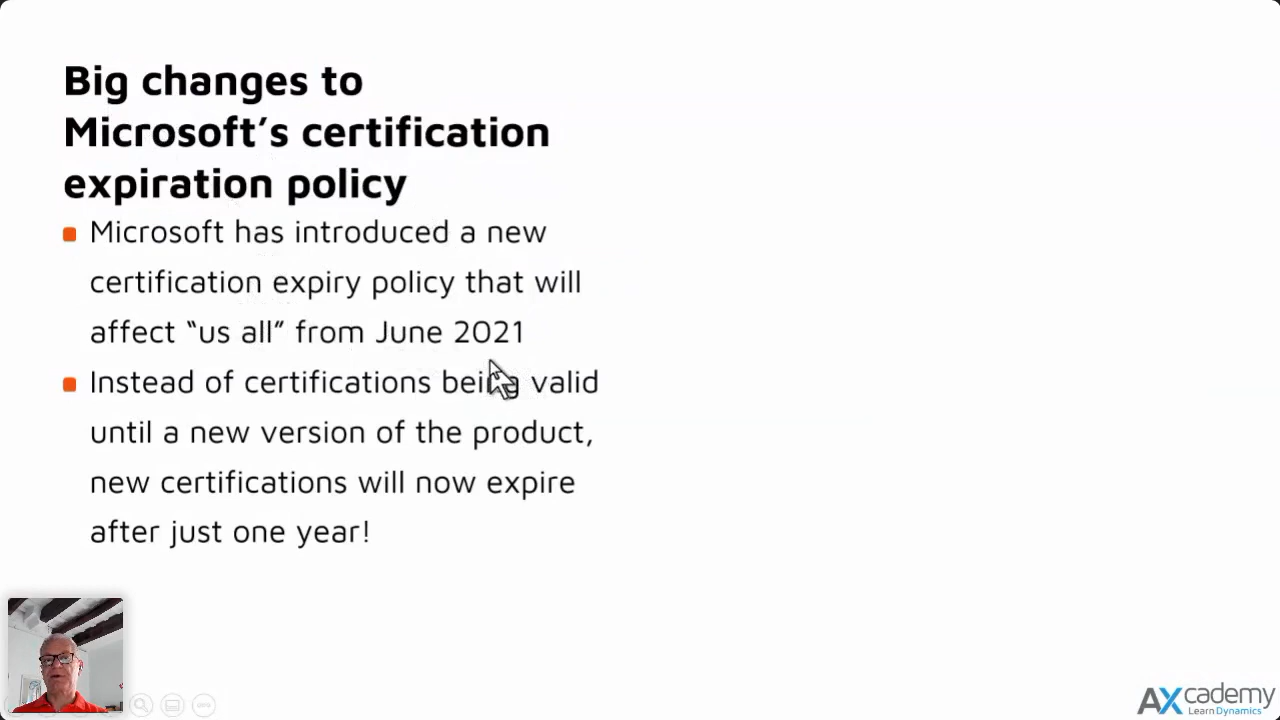 Big changes to
Microsoft’s certification
expiration policy
Microsoft has introduced a new
certification expiry policy that will
affect “us all” from June 2021
Instead of certifications being valid
until a new version of the product,
new certifications will now expire
after just one year!
AXcademy
Learn Dynamics